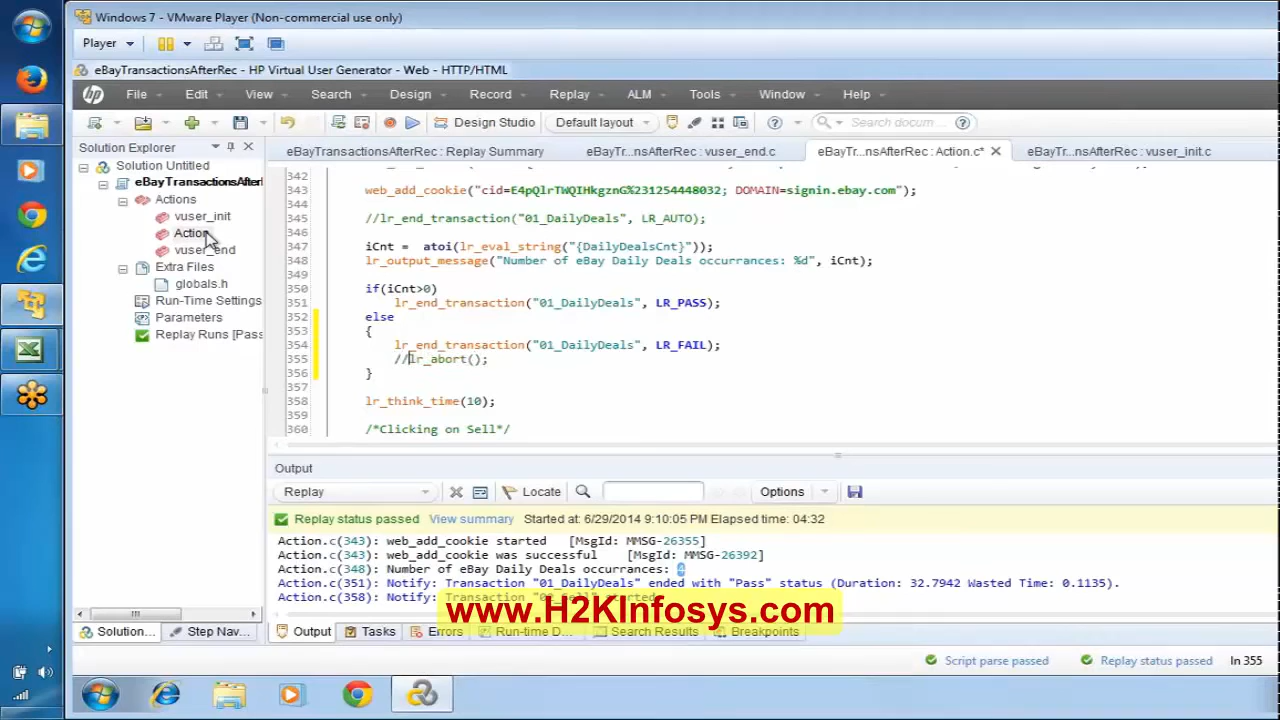 Windows 7 - VMware Player (Non-commercial use only)
Player
eBayTransactionsAfterRec - HP Virtual User Generator - Web - HTTP/HTML
hp File Edit View Search Design Record Replay ALM Tools Window Help
Design Studio Default layout Search docum...
Solution Explorer
eBayTransactionsAfterRec : Replay Summary eBayTr...nsAfterRec : vuser_end.c eBayTr...nsAfterRec : Action.c* eBayTr...nsAfterRec : vuser_init.c
Solution Untitled
eBayTransactionsAfterl
Actions
vuser_init
Action
vuser_end
Extra Files
globals.h
Run-Time Settings
Parameters
Replay Runs [Pass
342
343 web_add_cookie("cid=E4pQlrTWQIHkgznG%231254448032; DOMAIN=signin.ebay.com");
344
345 //lr_end_transaction("01_DailyDeals", LR_AUTO);
346
347 iCnt = atoi(lr_eval_string("{DailyDealsCnt}"));
348 lr_output_message("Number of eBay Daily Deals occurrances: %d", iCnt);
349
350 if(iCnt>0)
351 lr_end_transaction("01_DailyDeals", LR_PASS);
352 else
353 {
354 lr_end_transaction("01_DailyDeals", LR_FAIL);
355 //lr_abort();
356 }
357
358 lr_think_time(10);
359
360 /*Clicking on Sell*/
Output
Replay Locate Options
Replay status passed View summary Started at: 6/29/2014 9:10:05 PM Elapsed time: 04:32
Action.c(343): web_add_cookie started [MsgId: MMSG-26355]
Action.c(343): web_add_cookie was successful [MsgId: MMSG-26392]
Action.c(348): Number of eBay Daily Deals occurrances: 4
Action.c(351): Notify: Transaction "01_DailyDeals" ended with "Pass" status (Duration: 32.7942 Wasted Time: 0.1135).
Action.c(358): Notify: Transaction started.
www.H2KInfosys.com
Solution... Step Nav... Output Tasks Errors Run-time D... Search Results Breakpoints
Script parse passed Replay status passed ln 355